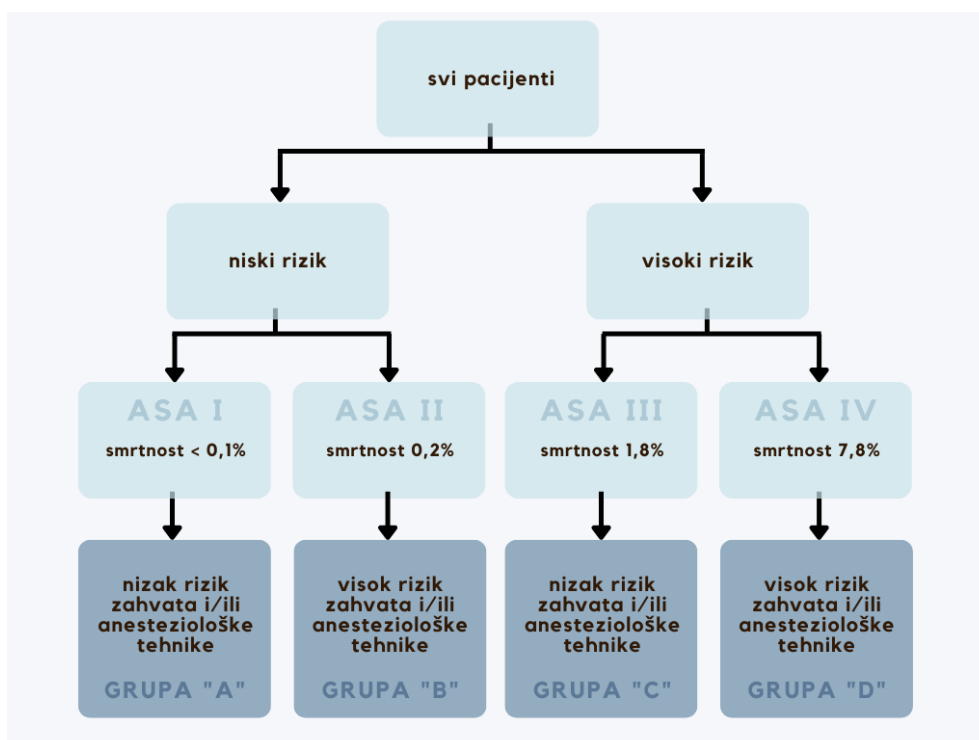 svi pacijenti
niski rizik
visoki rizik
ASA I
smrtnost < 0,1%
ASA II
smrtnost 0,2%
ASA III
smrtnost 1,8%
ASA IV
smrtnost 7,8%
nizak rizik
zahvata i/ili
anesteziološke
tehnike
GRUPA "A"
visok rizik
zahvata i/ili
anesteziološke
tehnike
GRUPA "B"
nizak rizik
zahvata i/ili
anesteziološke
tehnike
GRUPA "C"
visok rizik
zahvata i/ili
anesteziološke
tehnike
GRUPA "D"